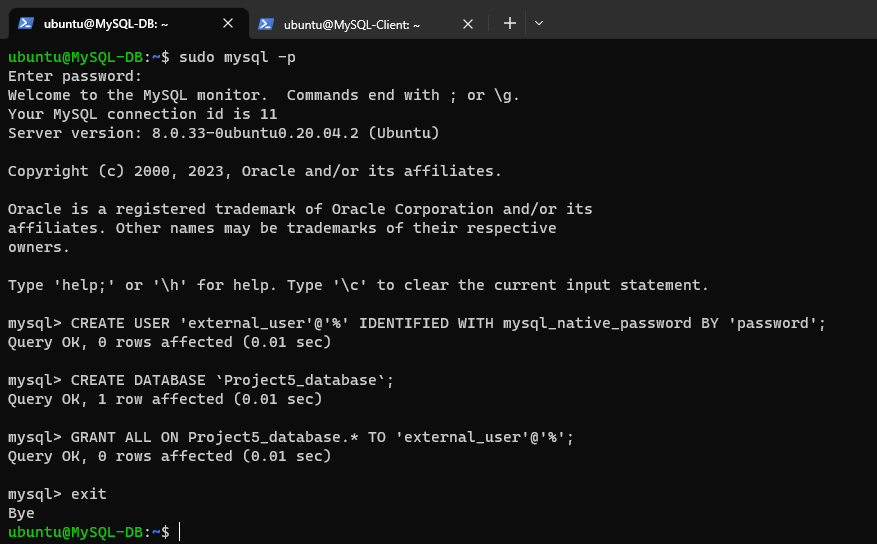 ubuntu@MySQL-DB: ~
ubuntu@MySQL-Client: ~
ubuntu@MySQL-DB:~$ sudo mysql -p
Enter password:
Welcome to the MySQL monitor.  Commands end with ; or \g.
Your MySQL connection id is 11
Server version: 8.0.33-0ubuntu0.20.04.2 (Ubuntu)
Copyright (c) 2000, 2023, Oracle and/or its affiliates.
Oracle is a registered trademark of Oracle Corporation and/or its
affiliates. Other names may be trademarks of their respective
owners.
Type 'help;' or '\h' for help. Type '\c' to clear the current input statement.
mysql> CREATE USER 'external_user'@'%' IDENTIFIED WITH mysql_native_password BY 'password';
Query OK, 0 rows affected (0.01 sec)
mysql> CREATE DATABASE `Project5_database`;
Query OK, 1 row affected (0.01 sec)
mysql> GRANT ALL ON Project5_database.* TO 'external_user'@'%';
Query OK, 0 rows affected (0.01 sec)
mysql> exit
Bye
ubuntu@MySQL-DB:~$